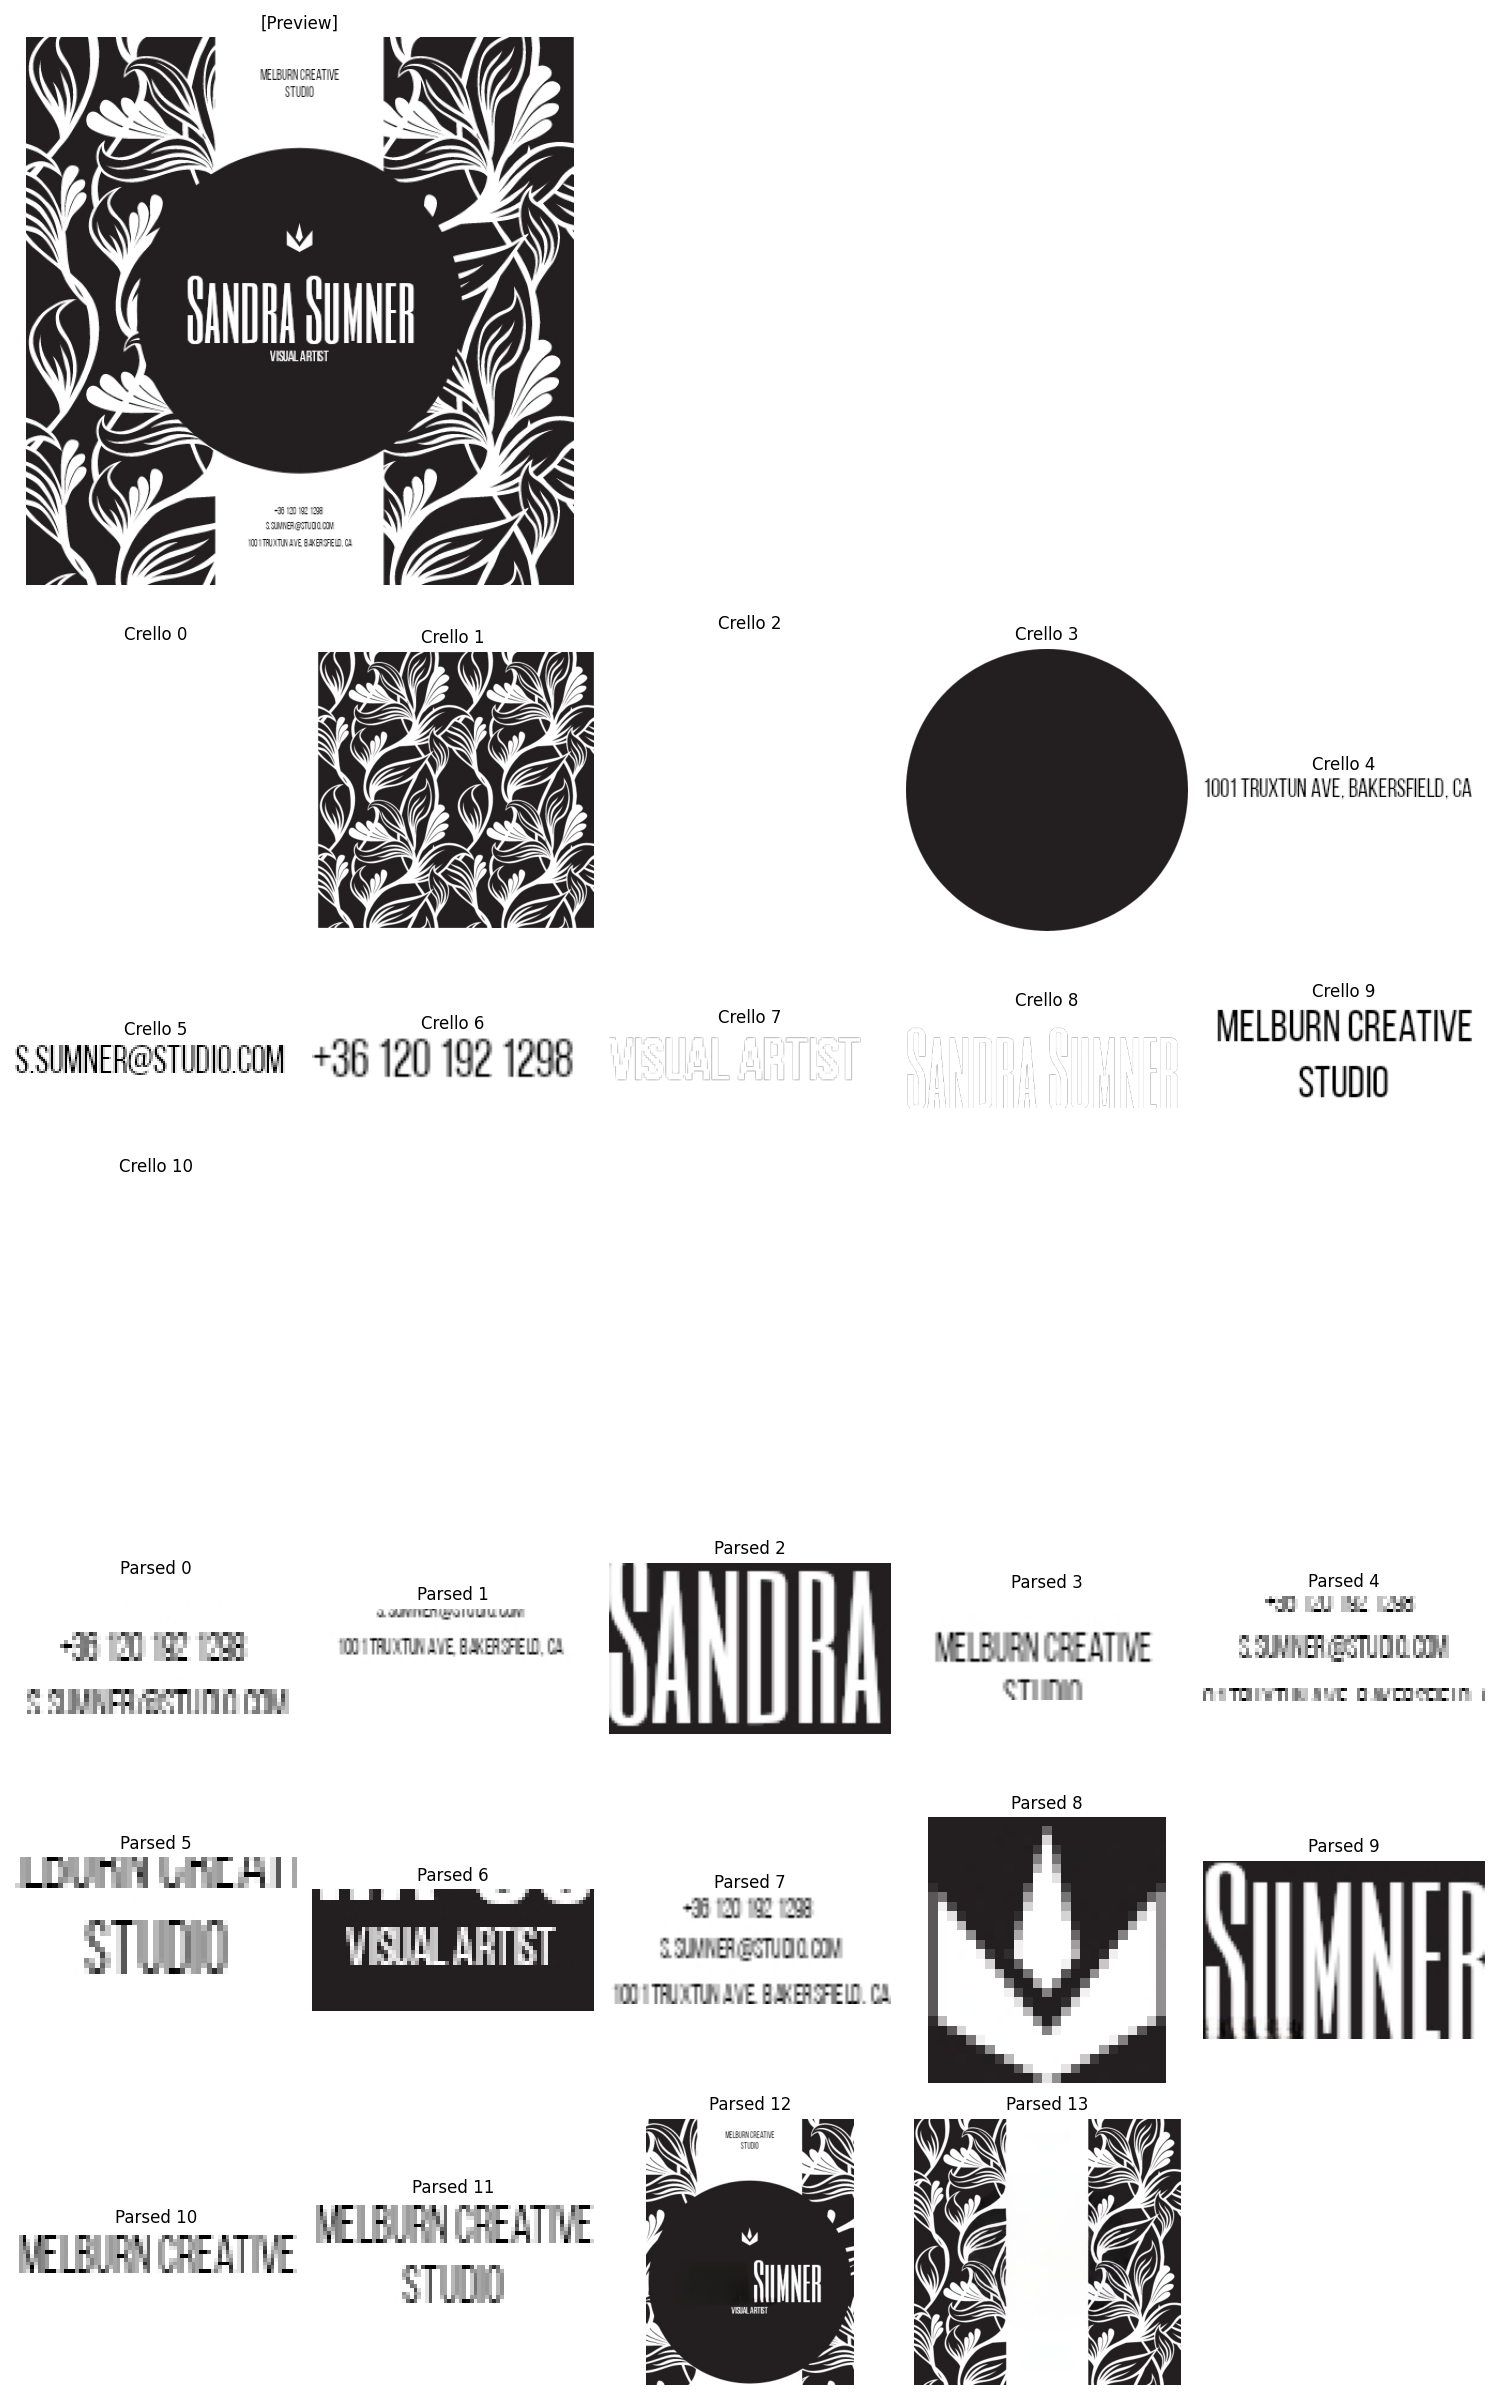 [Preview]
MELBURN CREATIVE
STUDIO
SANDRA SUMNER
VISUAL ARTIST
+36 120 192 1298
S.SUMNER@STUDIO.COM
1001 TRUXTUN AVE, BAKERSFIELD, CA
Crello 0
Crello 1
Crello 2
Crello 3
Crello 4
1001 TRUXTUN AVE, BAKERSFIELD, CA
Crello 5
S.SUMNER@STUDIO.COM
Crello 6
+36 120 192 1298
Crello 7
VISUAL ARTIST
Crello 8
SANDRA SUMNER
Crello 9
MELBURN CREATIVE
STUDIO
Crello 10
Parsed 0
+36 120 192 1298
S.SUMNER@STUDIO.COM
Parsed 1
S.SUMNER@STUDIO.COM
1001 TRUXTUN AVE, BAKERSFIELD, CA
Parsed 2
SANDRA
Parsed 3
MELBURN CREATIVE
STUDIO
Parsed 4
+36 120 192 1298
S.SUMNER@STUDIO.COM
Parsed 5
STUDIO
Parsed 6
VISUAL ARTIST
Parsed 7
+36 120 192 1298
S.SUMNER@STUDIO.COM
1001 TRUXTUN AVE, BAKERSFIELD, CA
Parsed 8
Parsed 9
SUMNER
Parsed 10
MELBURN CREATIVE
Parsed 11
MELBURN CREATIVE
STUDIO
Parsed 12
MELBURN CREATIVE
STUDIO
SUMNER
VISUAL ARTIST
Parsed 13